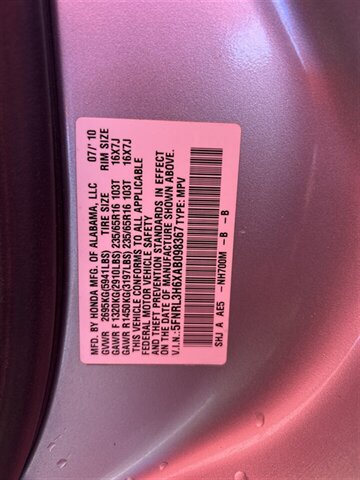 MFD. BY HONDA MFG. OF ALABAMA, LLC 07/'10
GVWR 2695KG(5941LBS) TIRE SIZE RIM SIZE
GAWR F 1320KG(2910LBS) 235/65R16 103T 16X7J
GAWR R 1450KG(3197LBS) 235/65R16 103T 16X7J
THIS VEHICLE CONFORMS TO ALL APPLICABLE
FEDERAL MOTOR VEHICLE SAFETY
AND THEFT PREVENTION STANDARDS IN EFFECT
ON THE DATE OF MANUFACTURE SHOWN ABOVE.
V.I.N.:5FNRL3H6XAB098367 TYPE: MPV
SHJ A AE5 - NH700M - B - B